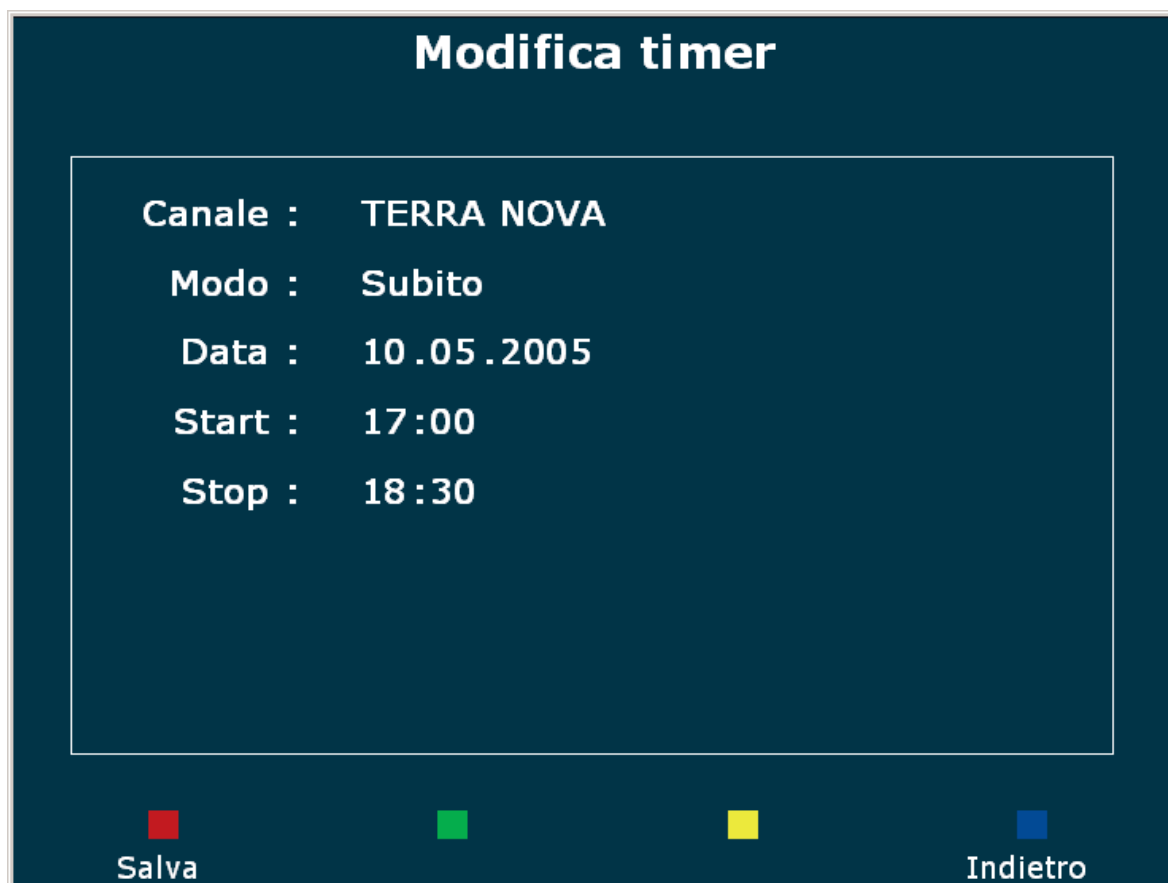 Modifica timer
Canale : TERRA NOVA
Modo : Subito
Data : 10.05.2005
Start : 17:00
Stop : 18:30
Salva Indietro